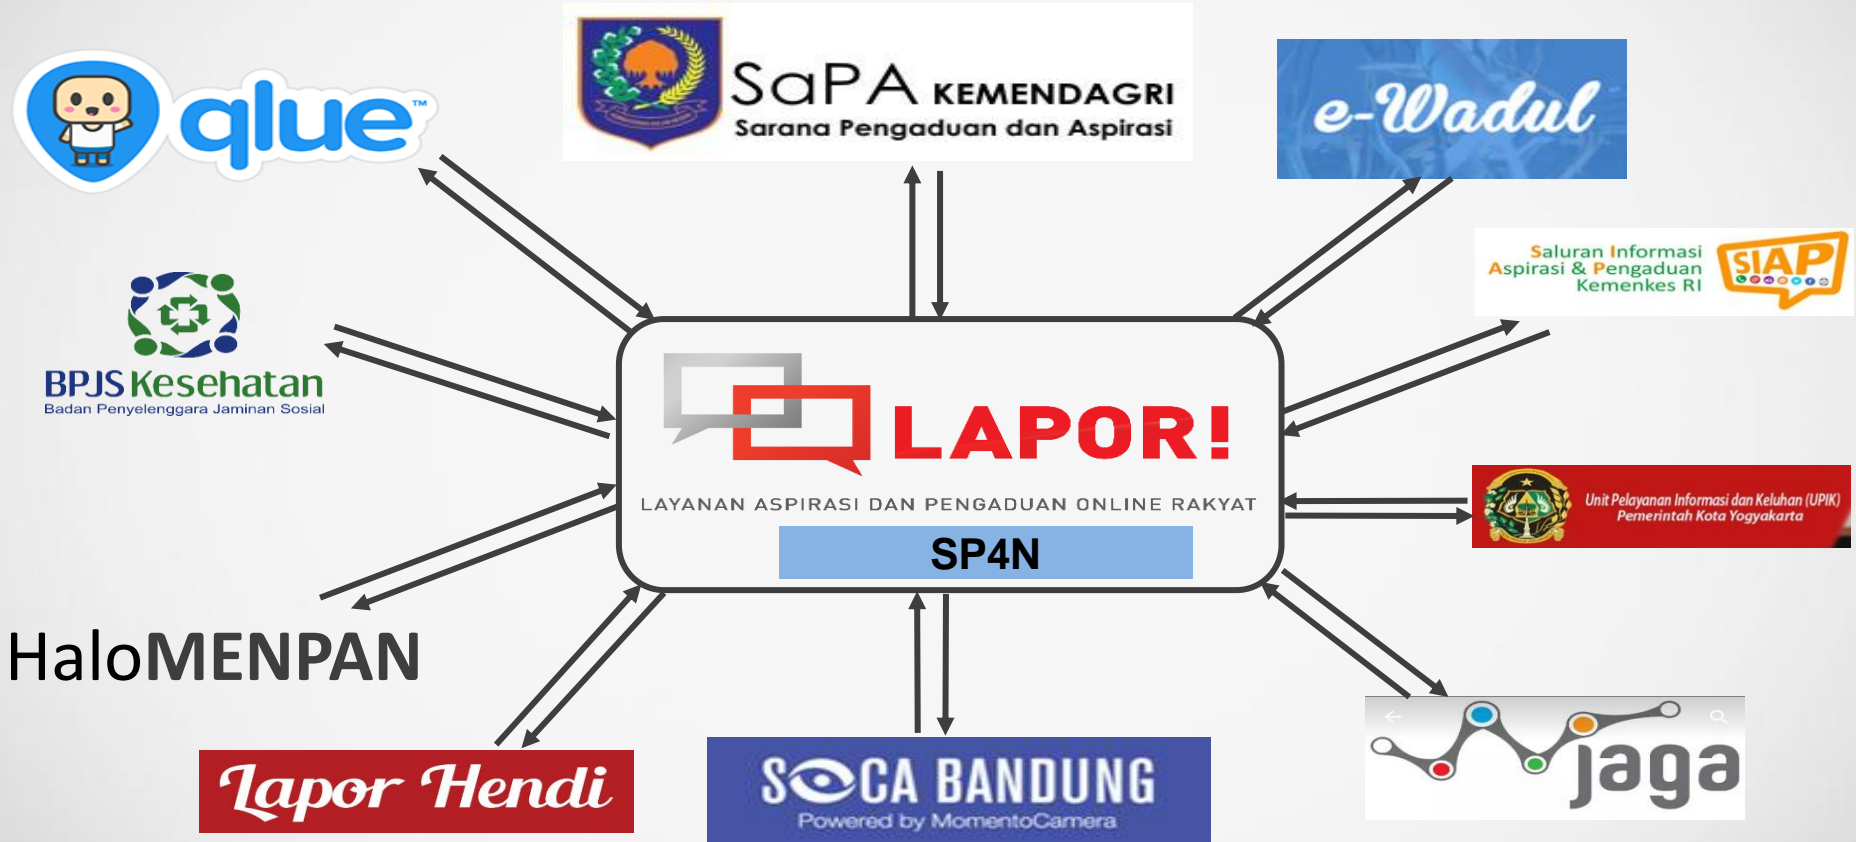 qlue™
SaPA KEMENDAGRI
Sarana Pengaduan dan Aspirasi
e-Wadul
Saluran Informasi
Aspirasi & Pengaduan
Kemenkes RI
SIAP
BPJS Kesehatan
Badan Penyelenggara Jaminan Sosial
LAPOR!
LAYANAN ASPIRASI DAN PENGADUAN ONLINE RAKYAT
SP4N
Unit Pelayanan Informasi dan Keluhan (UPIK)
Pemerintah Kota Yogyakarta
HaloMENPAN
Lapor Hendi
SOCA BANDUNG
Powered by MomentoCamera
jaga